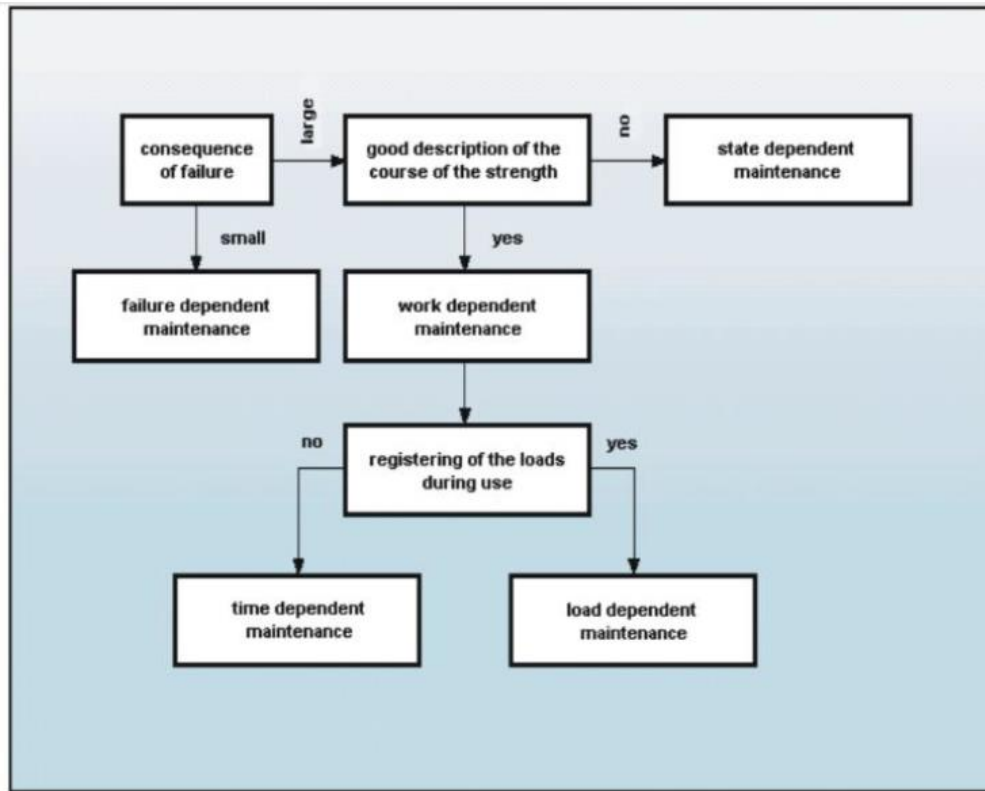 consequence
of failure
large
good description of the
course of the strength
no
state dependent
maintenance
small
yes
failure dependent
maintenance
work dependent
maintenance
no
registering of the loads
during use
yes
time dependent
maintenance
load dependent
maintenance